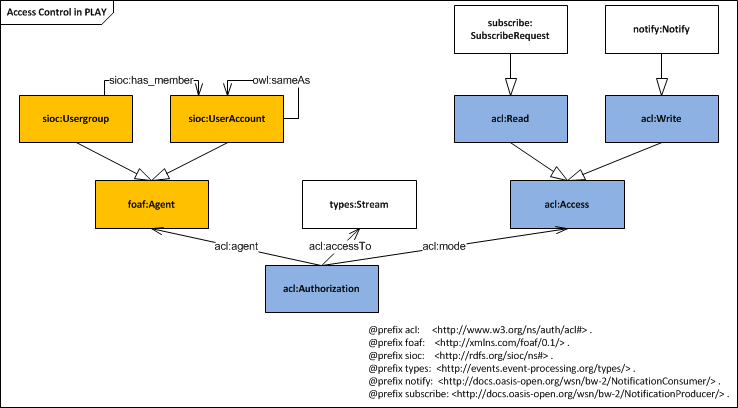 Access Control in PLAY
subscribe:
SubscribeRequest
notify:Notify
sioc:has_member
owl:sameAs
sioc:Usergroup
sioc:UserAccount
acl:Read
acl:Write
foaf:Agent
types:Stream
acl:Access
acl:agent
acl:accessTo
acl:mode
acl:Authorization
@prefix acl: <http://www.w3.org/ns/auth/acl#> .
@prefix foaf: <http://xmlns.com/foaf/0.1/> .
@prefix sioc: <http://rdfs.org/sioc/ns#> .
@prefix types: <http://events.event-processing.org/types/> .
@prefix notify: <http://docs.oasis-open.org/wsn/bw-2/NotificationConsumer/> .
@prefix subscribe: <http://docs.oasis-open.org/wsn/bw-2/NotificationProducer/> .